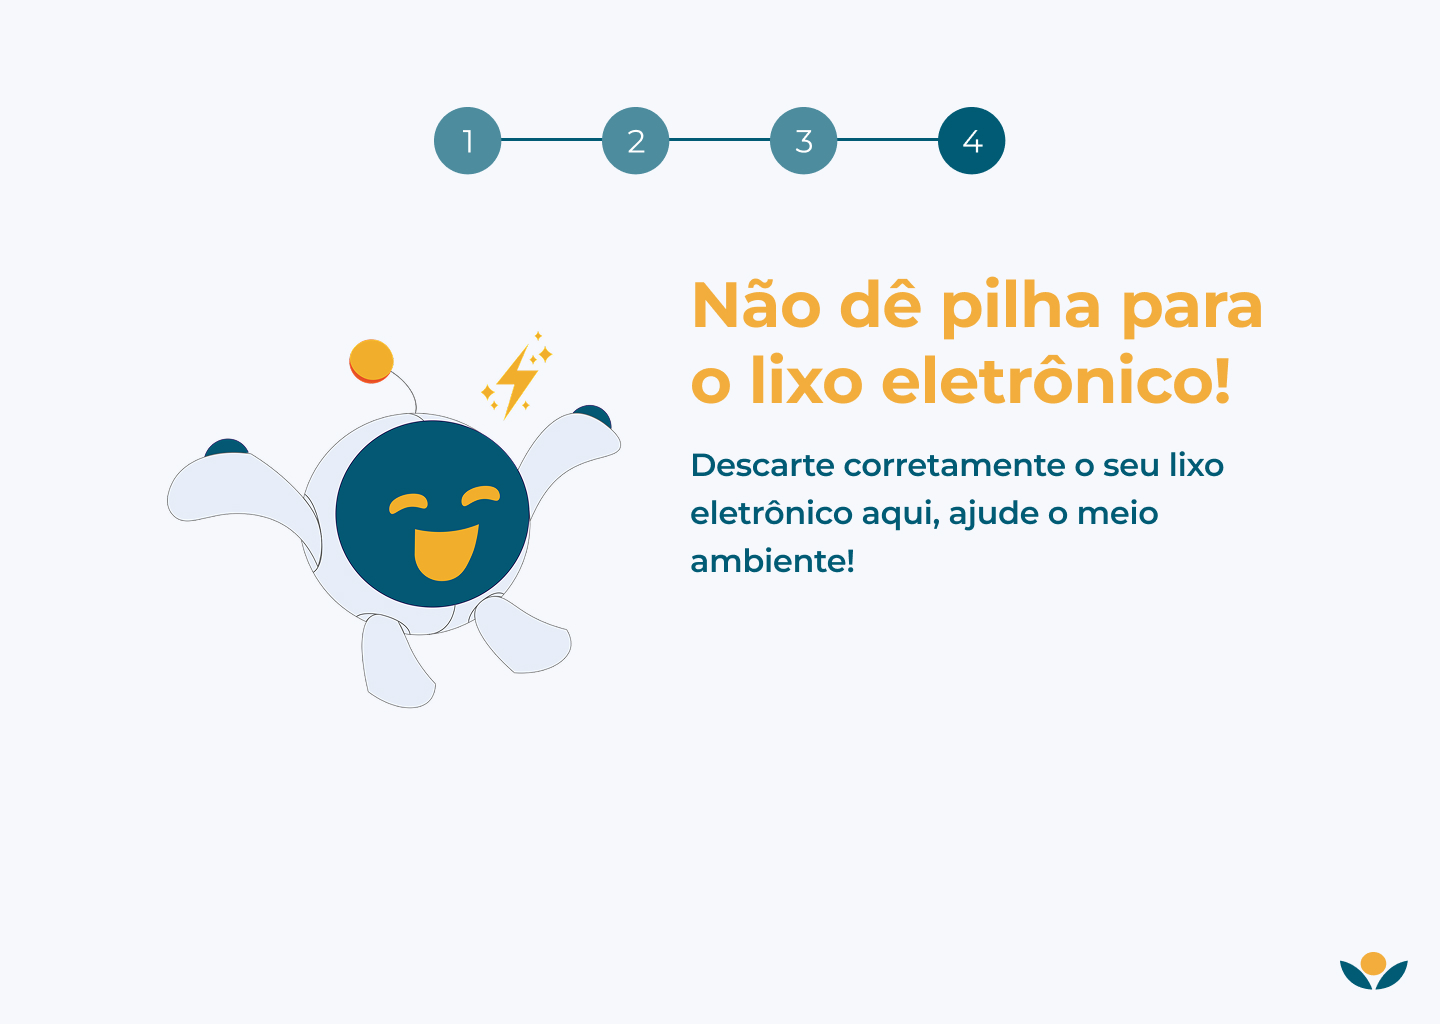 1 2 3 4
Não dê pilha para
o lixo eletrônico!
Descarte corretamente o seu lixo
eletrônico aqui, ajude o meio
ambiente!